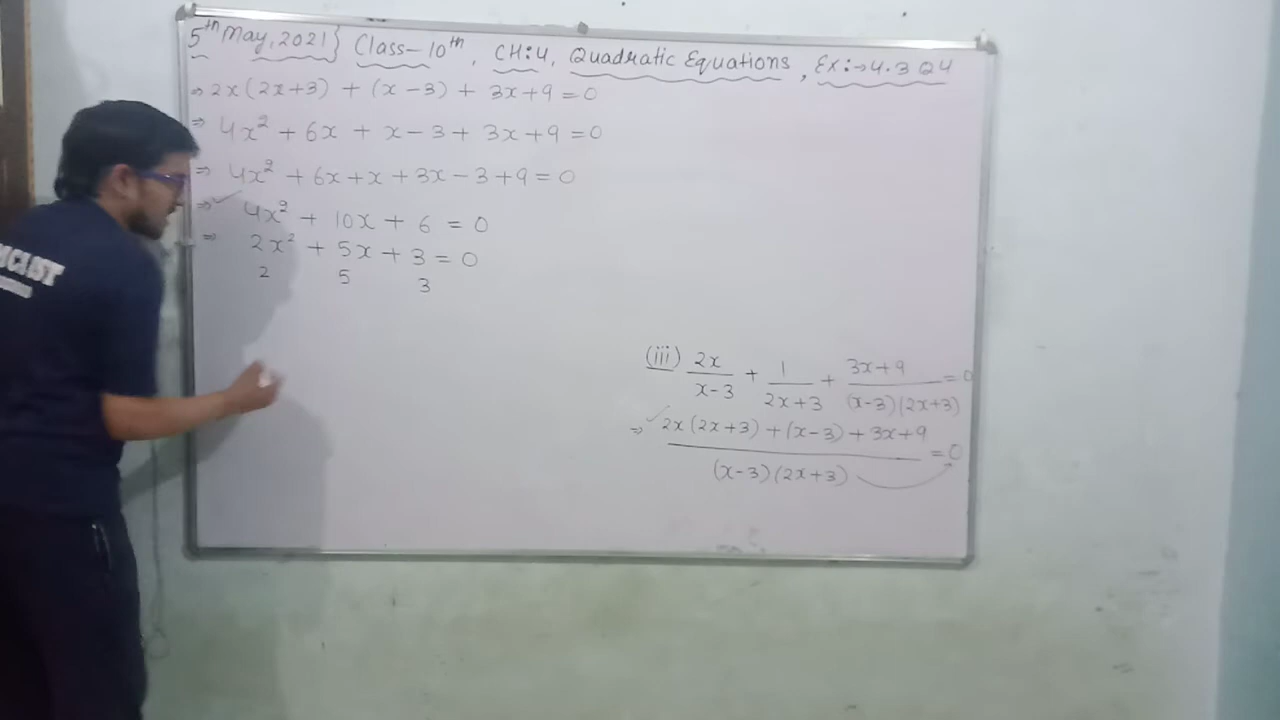 5th May, 2021} Class-10th, CH:4, Quadratic Equations, Ex:→4.3 Q4
⇒ 2x(2x+3) + (x-3) + 3x+9 = 0
⇒ 4x² + 6x + x - 3 + 3x + 9 = 0
⇒ 4x² + 6x + x + 3x - 3 + 9 = 0
⇒ ✓ 4x² + 10x + 6 = 0
⇒ 2x² + 5x + 3 = 0
2 5 3
(iii) 2x/(x-3) + 1/(2x+3) + (3x+9)/((x-3)(2x+3)) = 0
⇒ ✓ (2x(2x+3) + (x-3) + 3x+9)/((x-3)(2x+3)) = 0